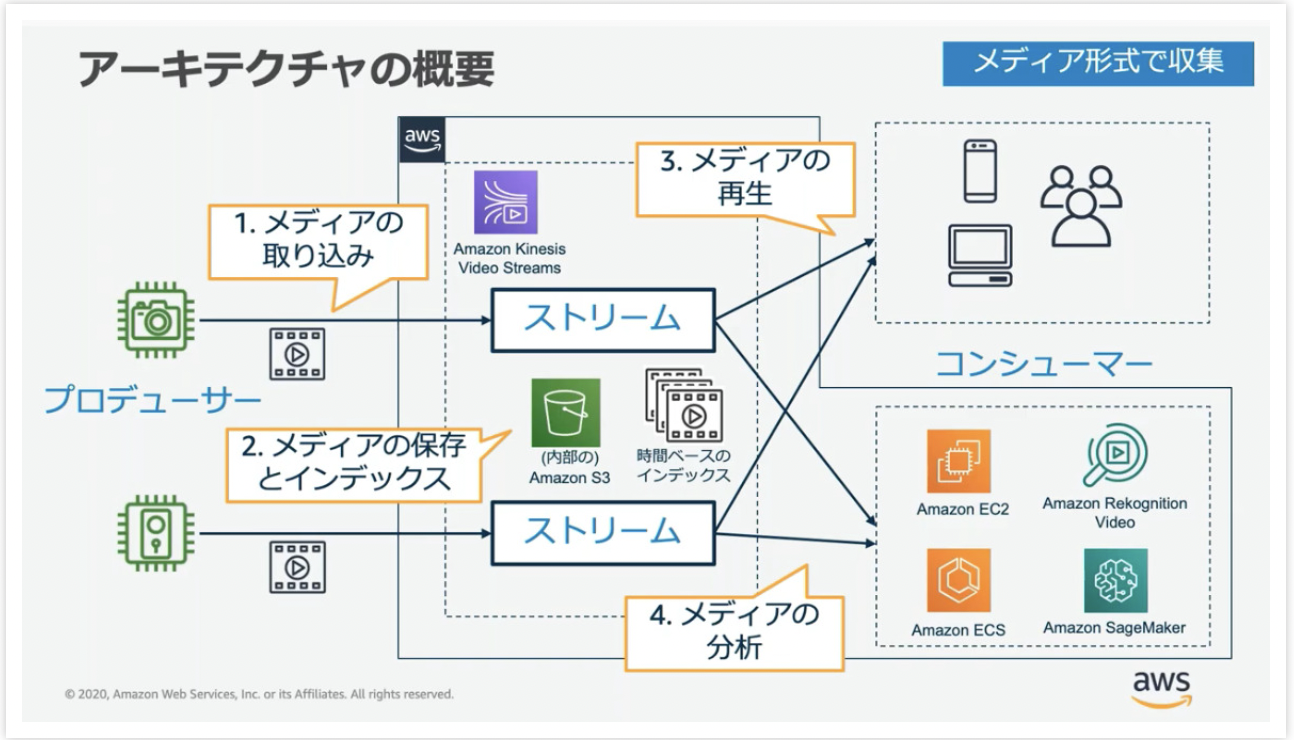 アーキテクチャの概要
メディア形式で収集
aws
3. メディアの
再生
1. メディアの
取り込み
Amazon Kinesis
Video Streams
ストリーム
コンシューマー
プロデューサー
2. メディアの保存
とインデックス
(内部の)
Amazon S3
時間ベースの
インデックス
Amazon EC2
Amazon Rekognition
Video
ストリーム
Amazon ECS
Amazon SageMaker
4. メディアの
分析
© 2020, Amazon Web Services, Inc. or its Affiliates. All rights reserved.
aws